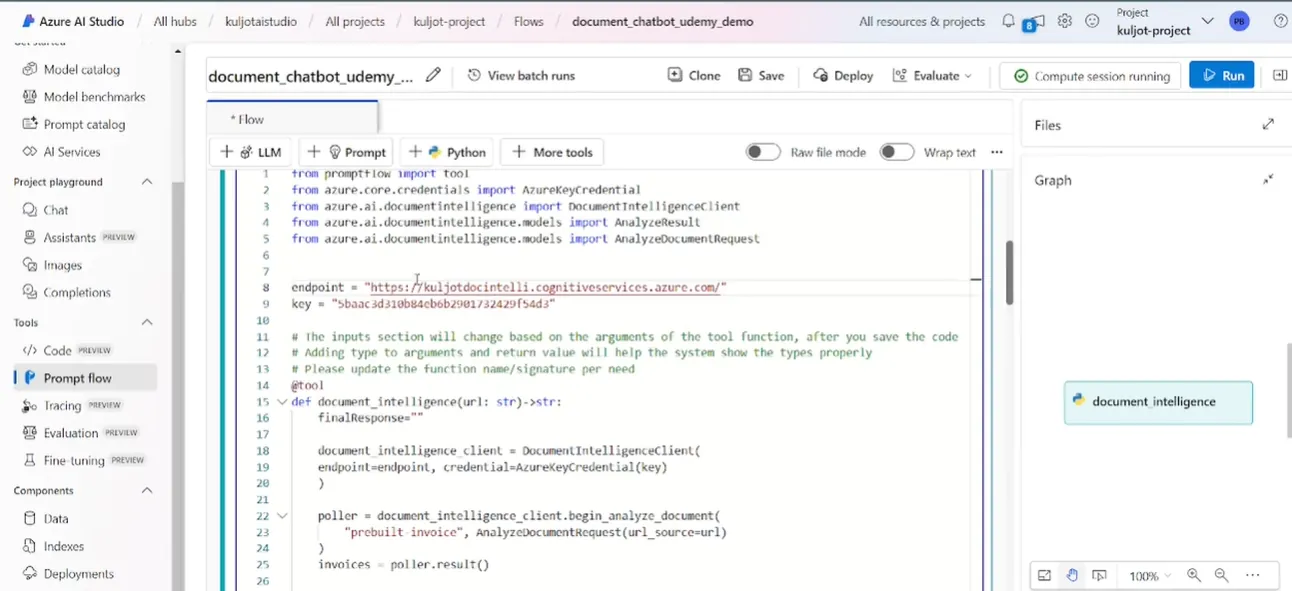 Azure AI Studio / All hubs / kuljotaistudio / All projects / kuljot-project / Flows / document_chatbot_udemy_demo
All resources & projects
8
Project
kuljot-project
PB
Model catalog
Model benchmarks
Prompt catalog
AI Services
Project playground
Chat
Assistants PREVIEW
Images
Completions
Tools
Code PREVIEW
Prompt flow
Tracing PREVIEW
Evaluation PREVIEW
Fine-tuning PREVIEW
Components
Data
Indexes
Deployments
document_chatbot_udemy_...
View batch runs
Clone
Save
Deploy
Evaluate
Compute session running
Run
* Flow
+ LLM
+ Prompt
+ Python
+ More tools
Raw file mode
Wrap text
...
1 from promptflow import tool
2 from azure.core.credentials import AzureKeyCredential
3 from azure.ai.documentintelligence import DocumentIntelligenceClient
4 from azure.ai.documentintelligence.models import AnalyzeResult
5 from azure.ai.documentintelligence.models import AnalyzeDocumentRequest
6
7
8 endpoint = "https://kuljotdocintelli.cognitiveservices.azure.com/"
9 key = "5baac3d310b84eb6b2901732429f54d3"
10
11 # The inputs section will change based on the arguments of the tool function, after you save the code
12 # Adding type to arguments and return value will help the system show the types properly
13 # Please update the function name/signature per need
14 @tool
15 def document_intelligence(url: str)->str:
16 finalResponse=""
17
18 document_intelligence_client = DocumentIntelligenceClient(
19 endpoint=endpoint, credential=AzureKeyCredential(key)
20 )
21
22 poller = document_intelligence_client.begin_analyze_document(
23 "prebuilt-invoice", AnalyzeDocumentRequest(url_source=url)
24 )
25 invoices = poller.result()
26
Files
Graph
document_intelligence
100%
...